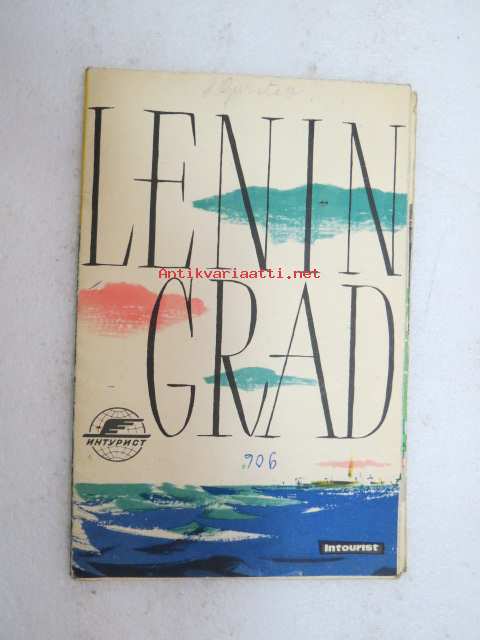 LENIN
Antikvariaatti.net
GRAD
ИНТУРИСТ
906
Intourist